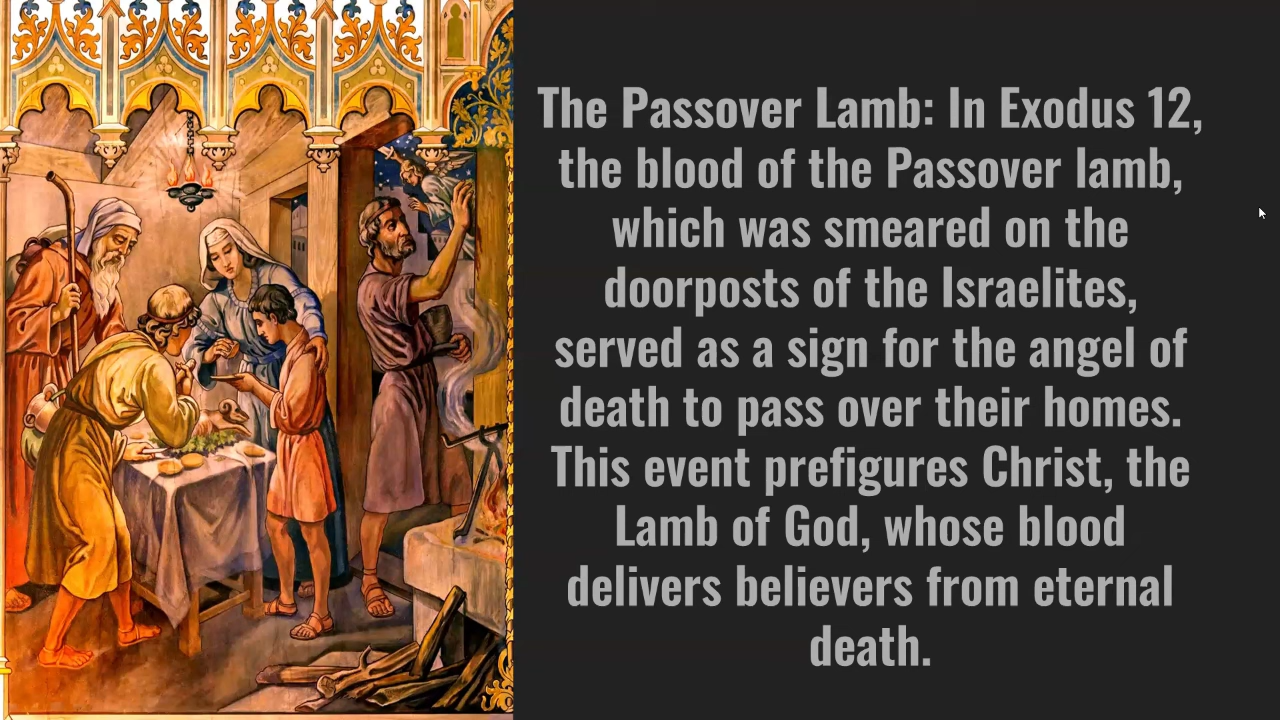 The Passover Lamb: In Exodus 12,
the blood of the Passover lamb,
which was smeared on the
doorposts of the Israelites,
served as a sign for the angel of
death to pass over their homes.
This event prefigures Christ, the
Lamb of God, whose blood
delivers believers from eternal
death.